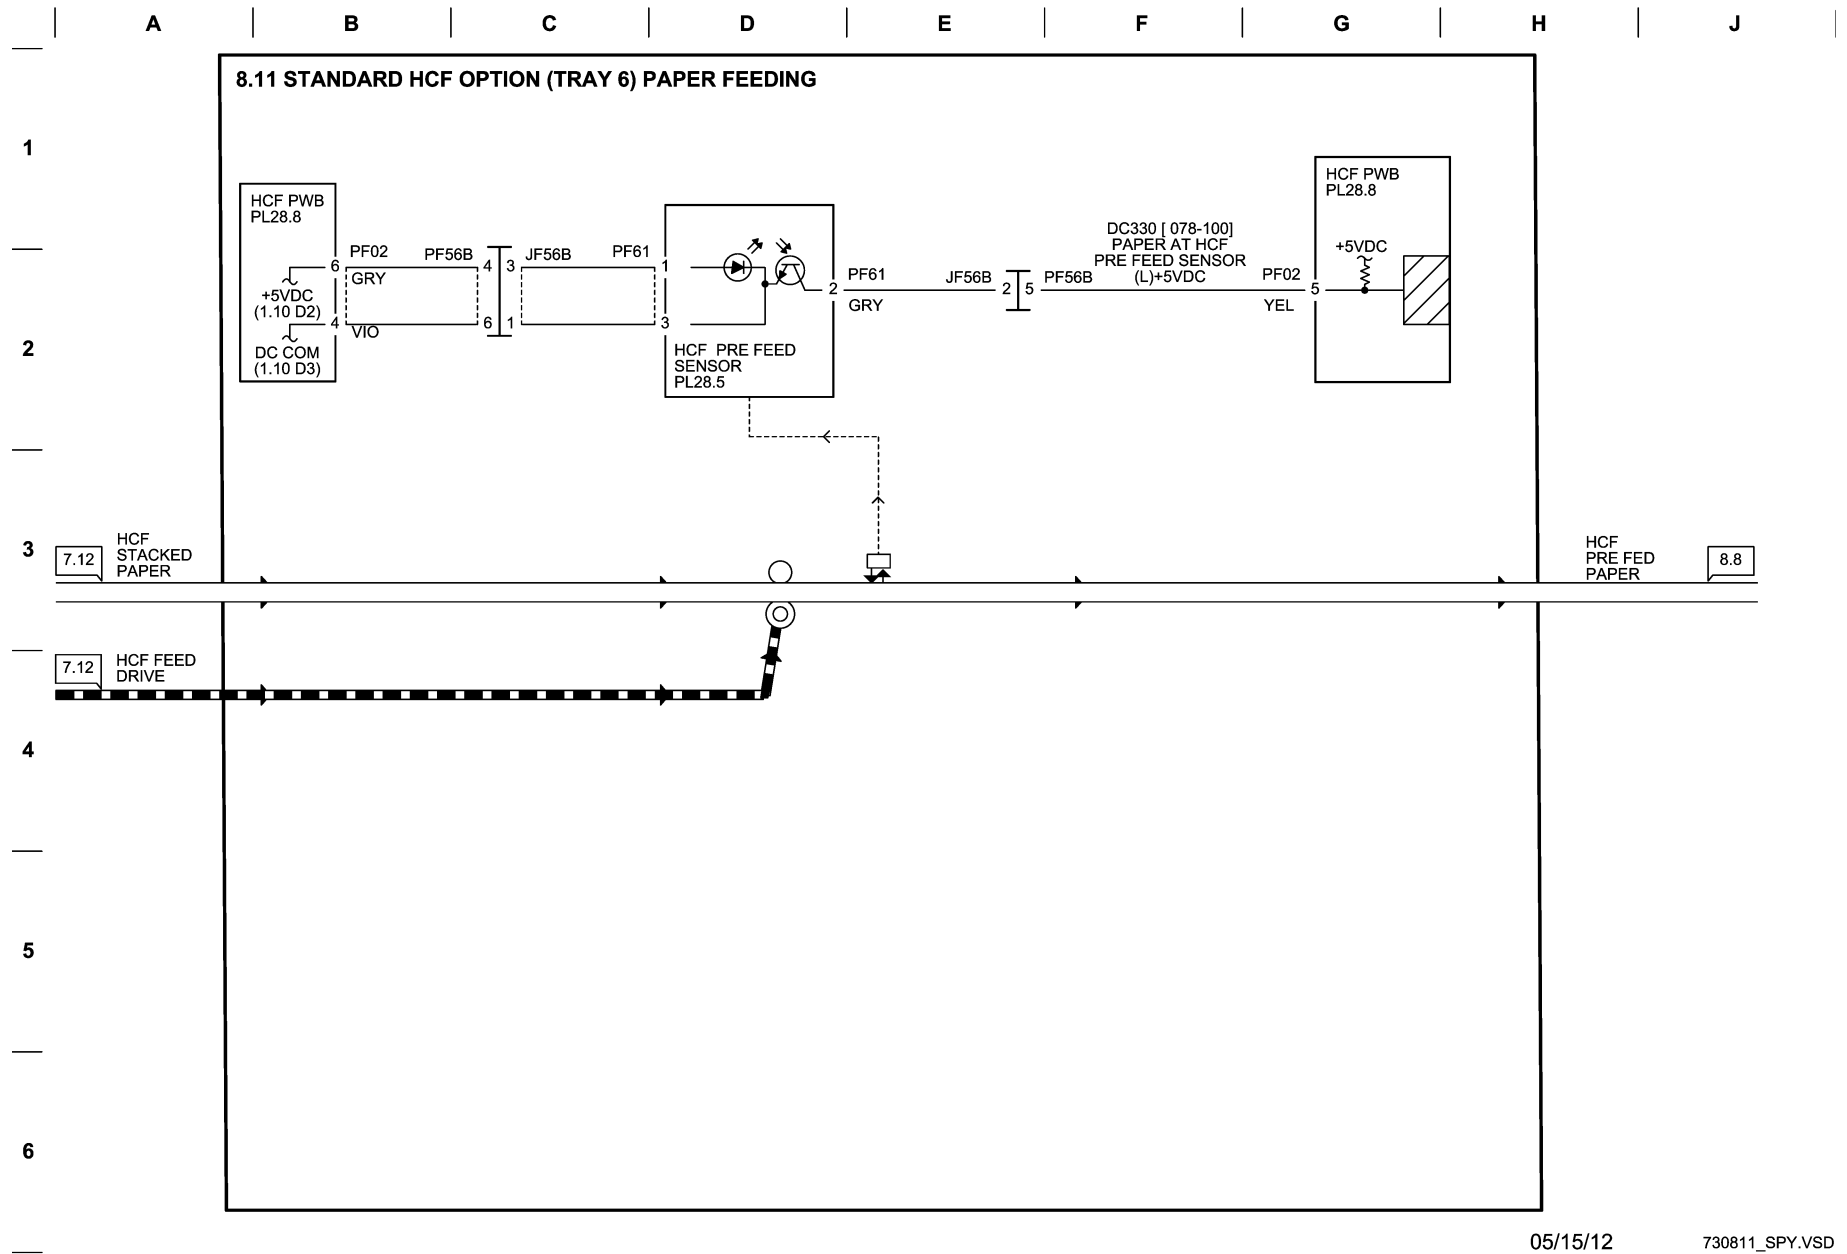 A B C D E F G H J
8.11 STANDARD HCF OPTION (TRAY 6) PAPER FEEDING
1
2
3
4
5
6
HCF PWB
PL28.8
6
+5VDC
(1.10 D2)
4
DC COM
(1.10 D3)
PF02
GRY
VIO
PF56B
4 3
6 1
JF56B
PF61
1
3
2
HCF PRE FEED
SENSOR
PL28.5
PF61
GRY
JF56B
2 5
PF56B
DC330 [ 078-100]
PAPER AT HCF
PRE FEED SENSOR
(L)+5VDC
PF02
YEL
5
HCF PWB
PL28.8
+5VDC
7.12
HCF
STACKED
PAPER
HCF
PRE FED
PAPER
8.8
7.12
HCF FEED
DRIVE
05/15/12
730811_SPY.VSD